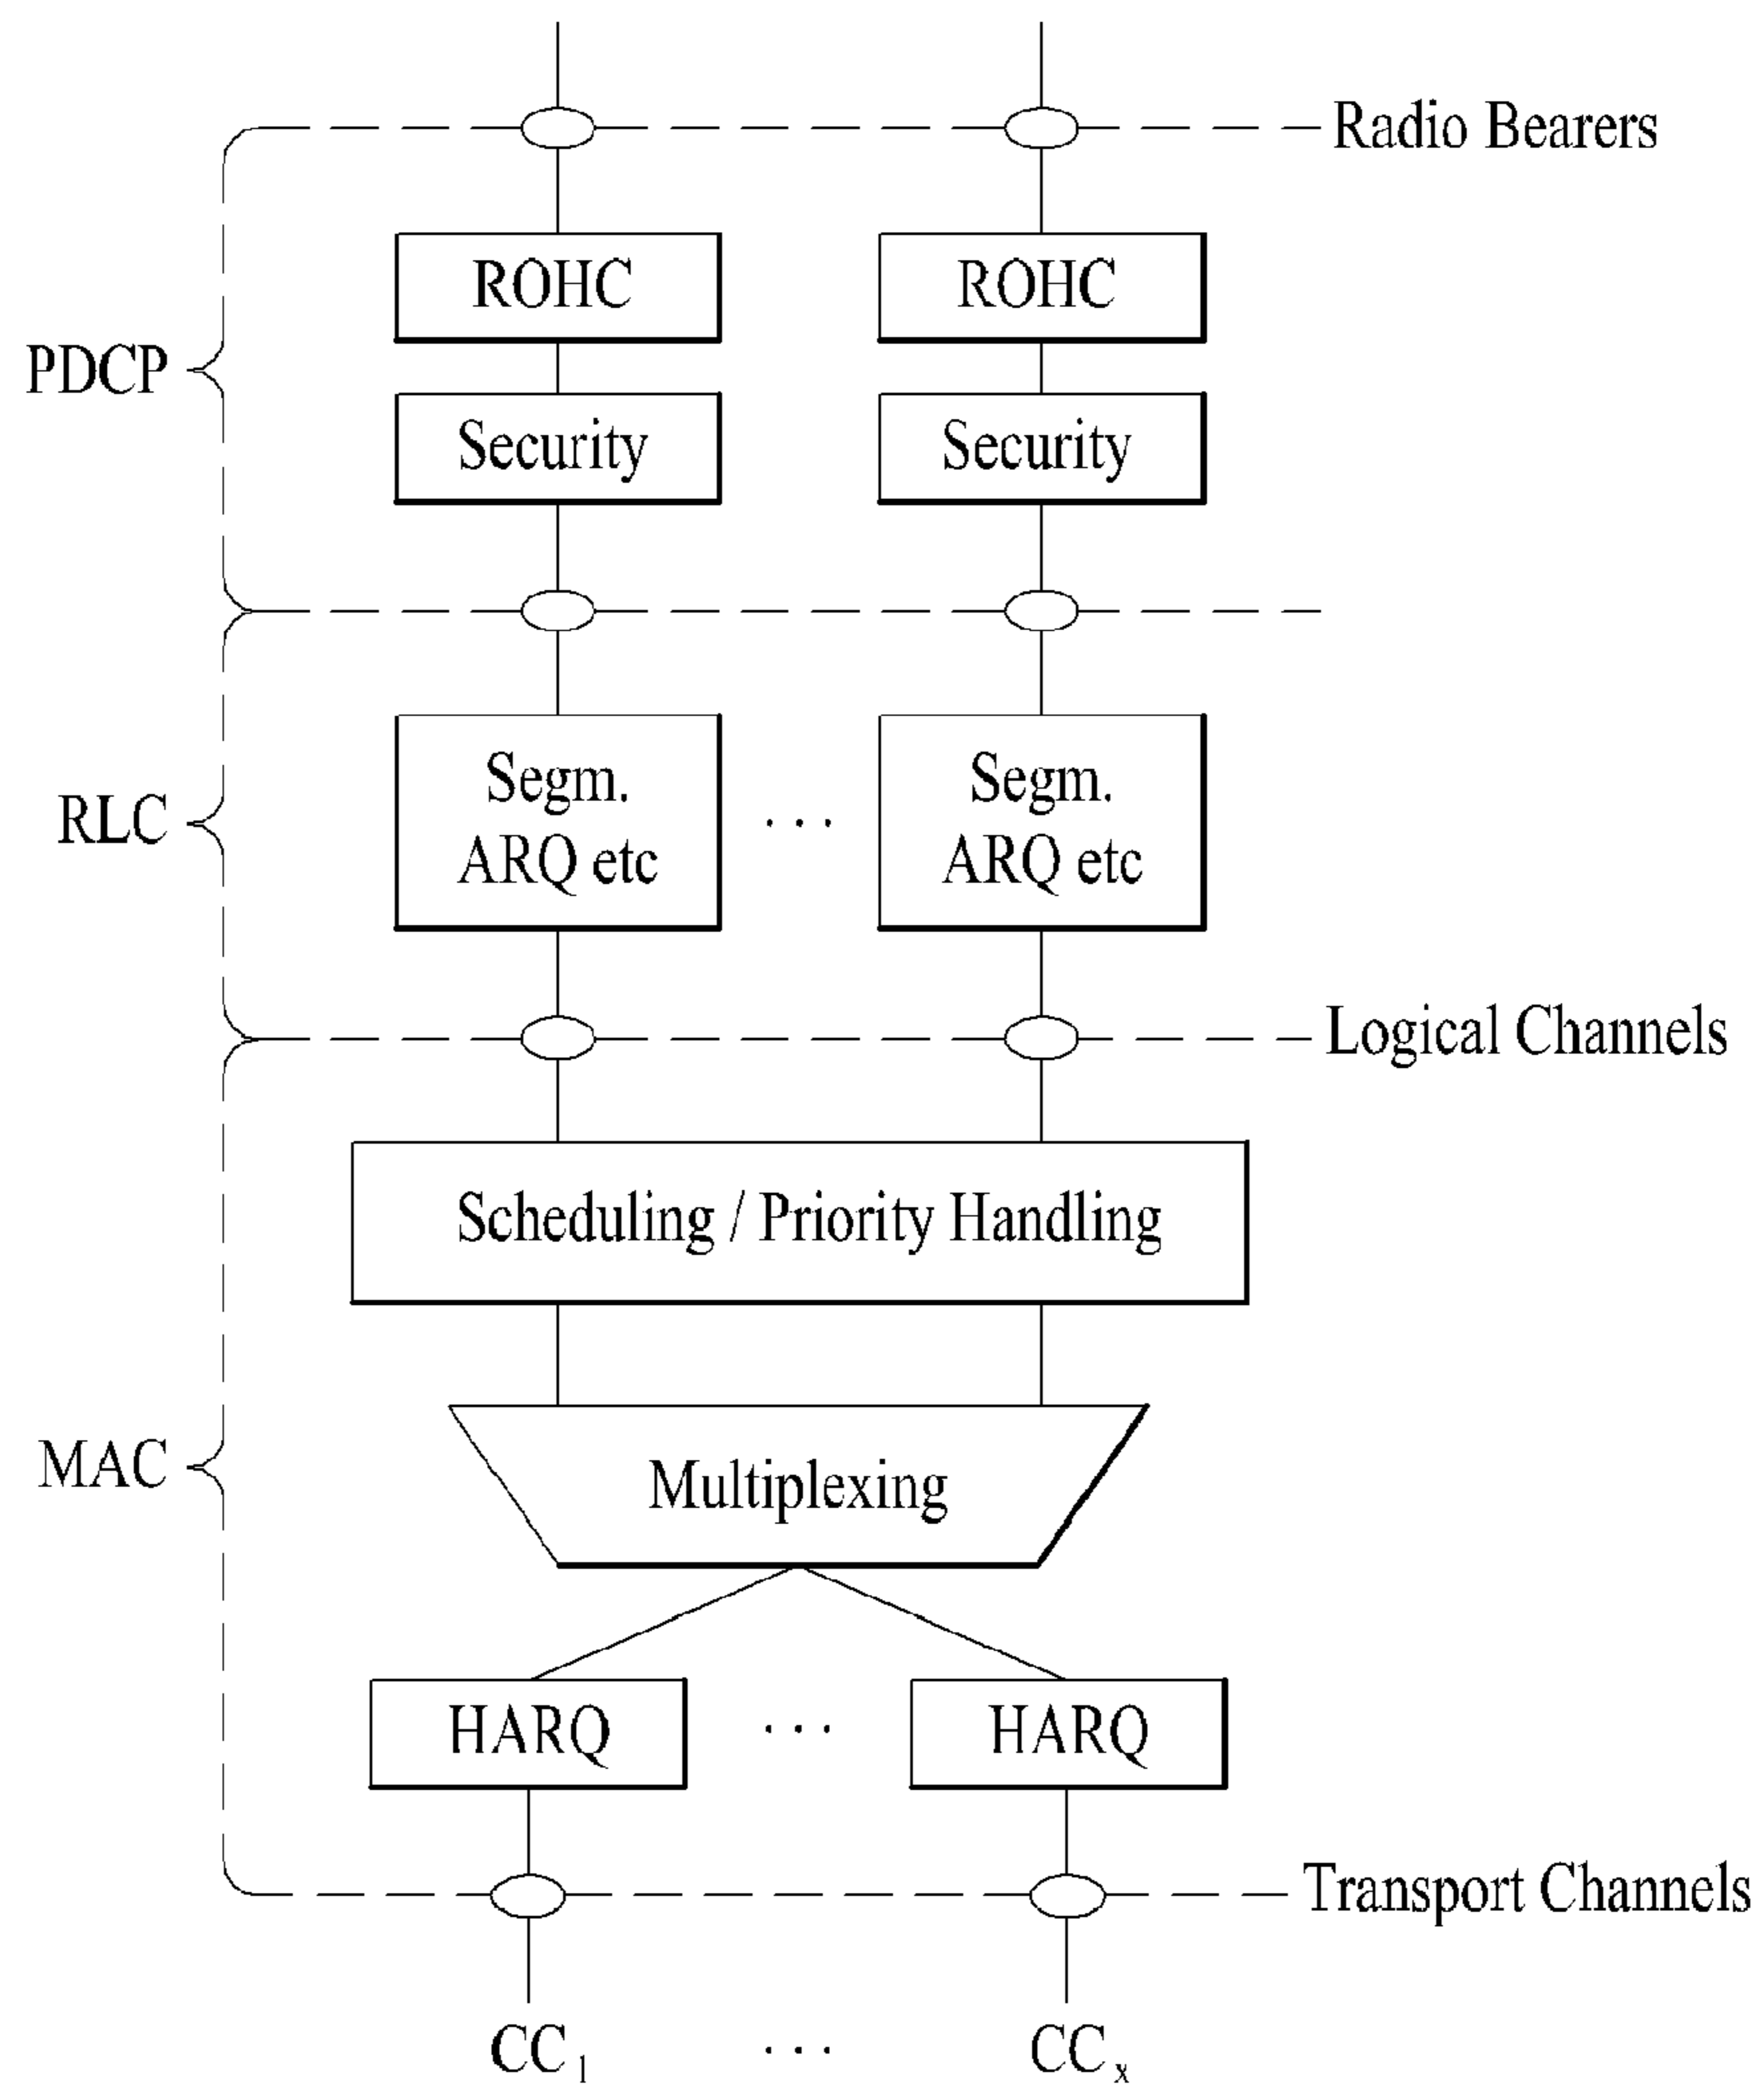 Radio Bearers
ROHC
ROHC
PDCP
Security
Security
Segm.
ARQ etc
RLC
. . .
Segm.
ARQ etc
Logical Channels
Scheduling / Priority Handling
MAC
Multiplexing
HARQ
. . .
HARQ
Transport Channels
CC1
. . .
CCx